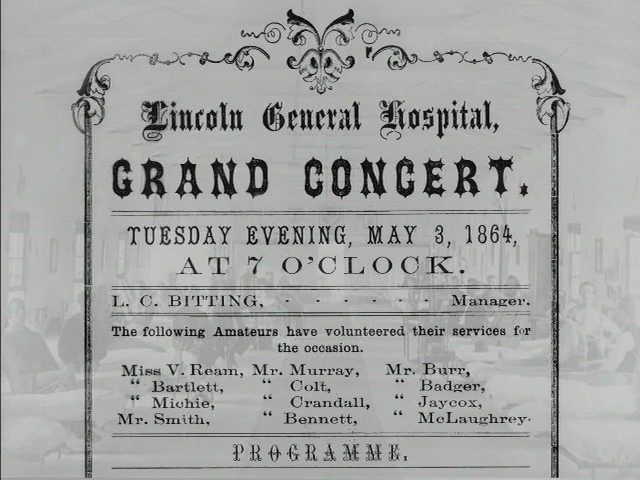 Lincoln General Hospital,
GRAND CONCERT.
TUESDAY EVENING, MAY 3, 1864,
AT 7 O'CLOCK.
L. C. BITTING, · · · · · · Manager.
The following Amateurs have volunteered their services for
the occasion.
Miss V. Ream, Mr. Murray, Mr. Burr,
“ Bartlett, “ Colt, “ Badger,
“ Michie, “ Crandall, “ Jaycox,
Mr. Smith, “ Bennett, “ McLaughrey.
PROGRAMME.